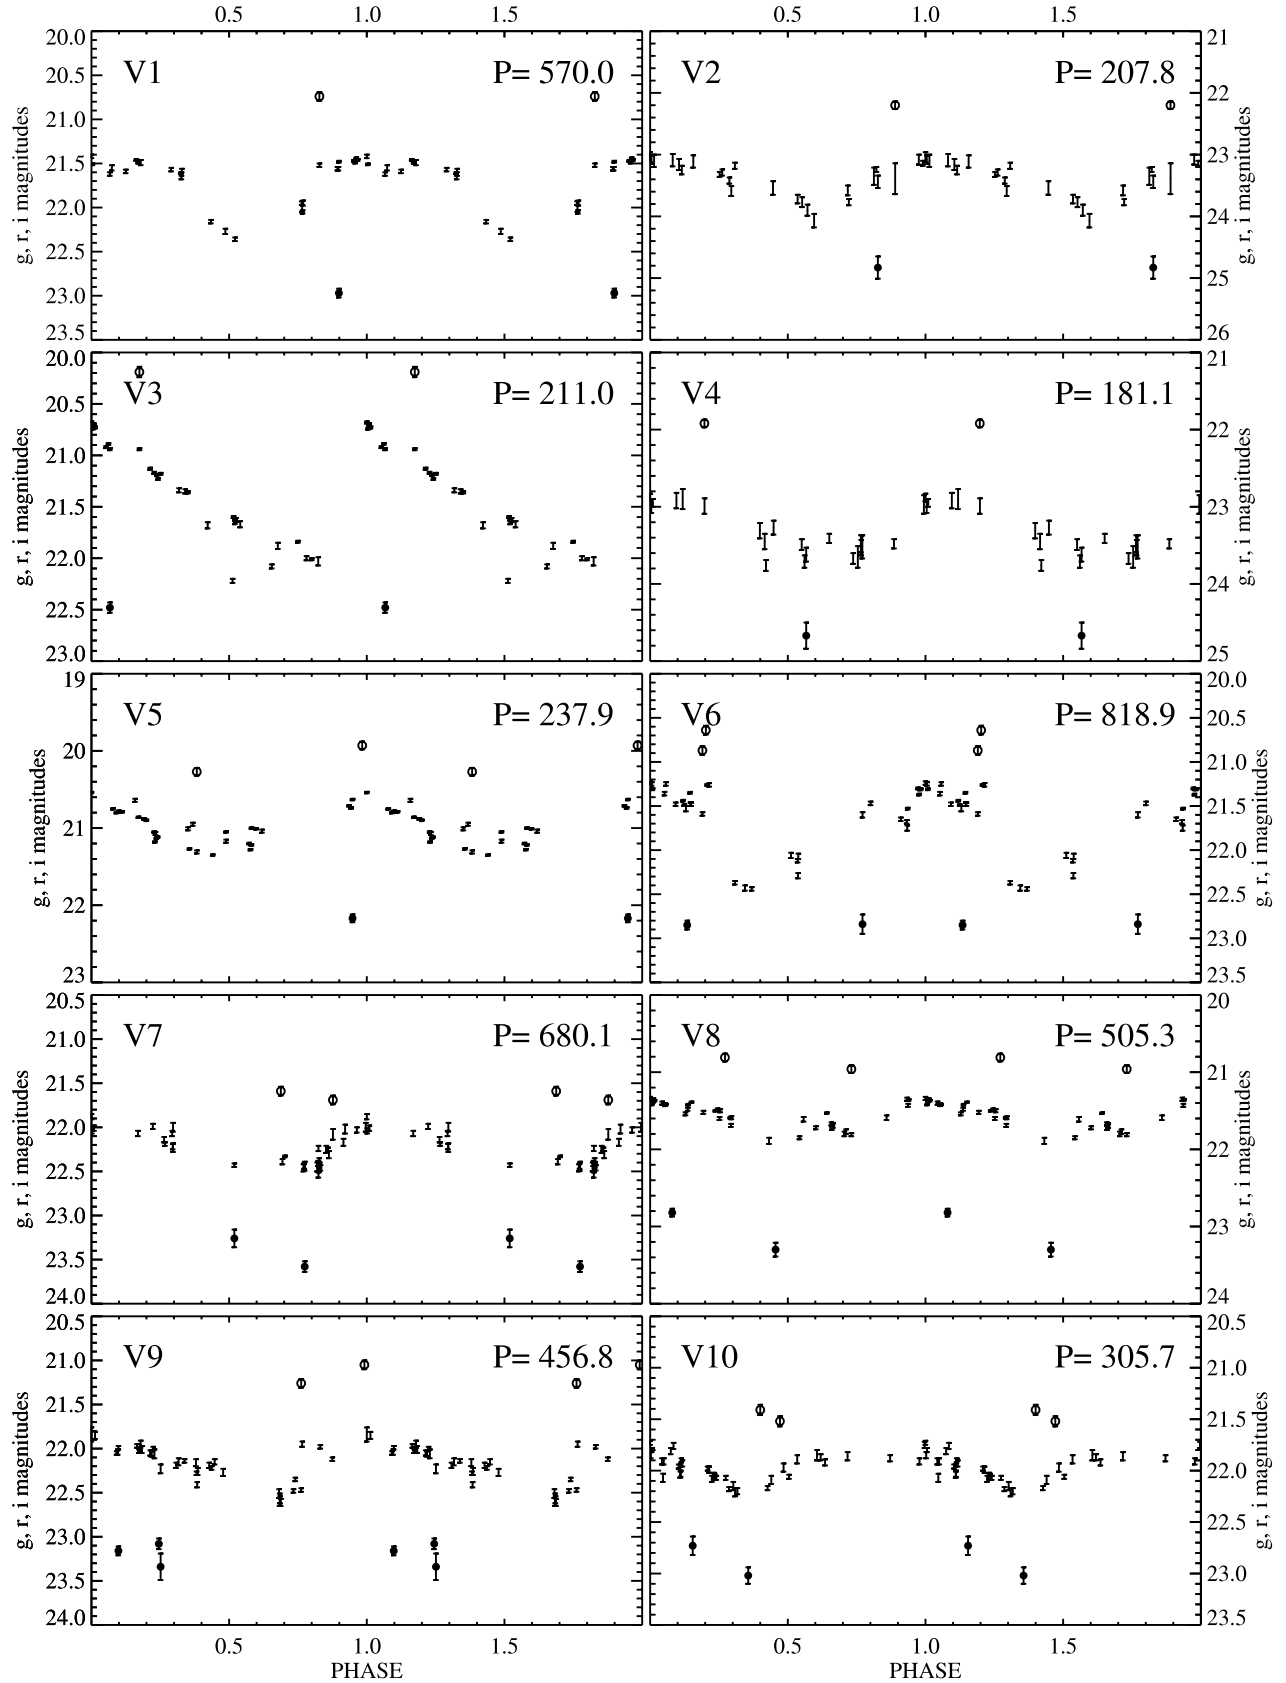 0.5 1.0 1.5 0.5 1.0 1.5
20.0 20.5 21.0 21.5 22.0 22.5 23.0 23.5
g, r, i magnitudes
V1 P= 570.0
V2 P= 207.8
21 22 23 24 25 26
g, r, i magnitudes
20.0 20.5 21.0 21.5 22.0 22.5 23.0
g, r, i magnitudes
V3 P= 211.0
V4 P= 181.1
21 22 23 24 25
g, r, i magnitudes
19 20 21 22 23
g, r, i magnitudes
V5 P= 237.9
V6 P= 818.9
20.0 20.5 21.0 21.5 22.0 22.5 23.0 23.5
g, r, i magnitudes
20.5 21.0 21.5 22.0 22.5 23.0 23.5 24.0
g, r, i magnitudes
V7 P= 680.1
V8 P= 505.3
20 21 22 23 24
g, r, i magnitudes
20.5 21.0 21.5 22.0 22.5 23.0 23.5 24.0
g, r, i magnitudes
V9 P= 456.8
V10 P= 305.7
20.5 21.0 21.5 22.0 22.5 23.0 23.5
g, r, i magnitudes
0.5 1.0 1.5 0.5 1.0 1.5
PHASE PHASE